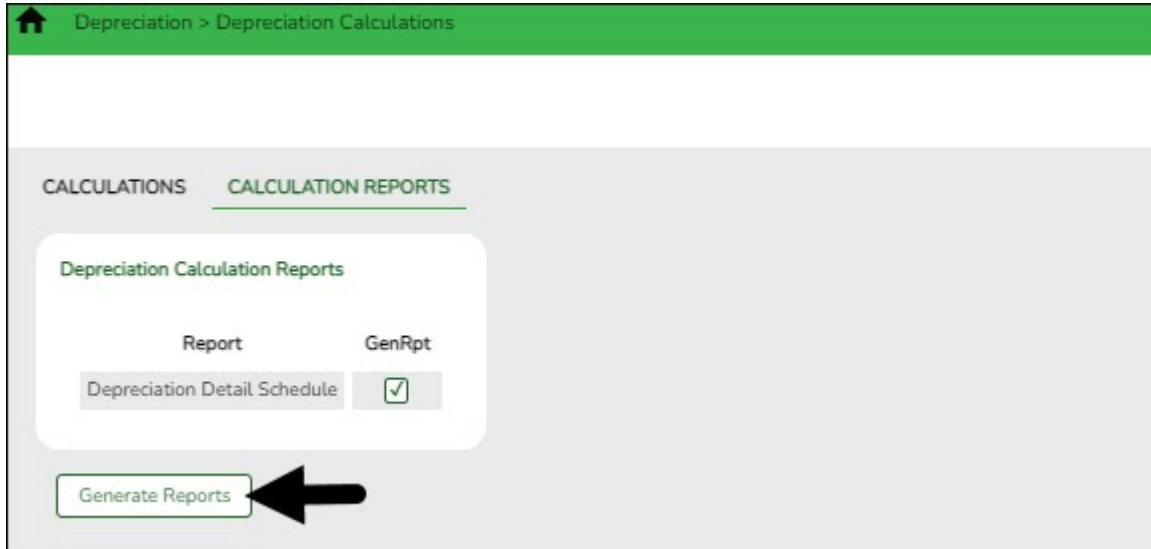 Depreciation > Depreciation Calculations
CALCULATIONS CALCULATION REPORTS
Depreciation Calculation Reports
Report GenRpt
Depreciation Detail Schedule
Generate Reports